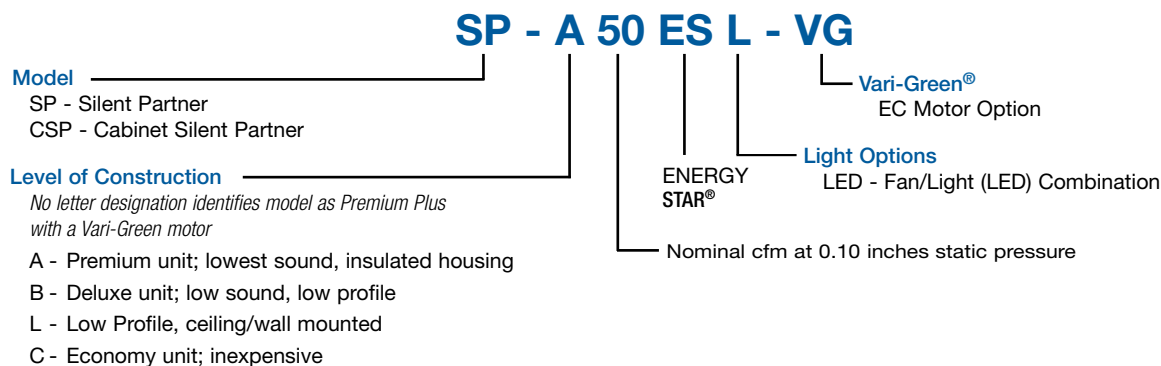 SP - A 50 ES L - VG
Model
SP - Silent Partner
CSP - Cabinet Silent Partner
Level of Construction
No letter designation identifies model as Premium Plus
with a Vari-Green motor
A - Premium unit; lowest sound, insulated housing
B - Deluxe unit; low sound, low profile
L - Low Profile, ceiling/wall mounted
C - Economy unit; inexpensive
Vari-Green®
EC Motor Option
Light Options
LED - Fan/Light (LED) Combination
ENERGY
STAR®
Nominal cfm at 0.10 inches static pressure